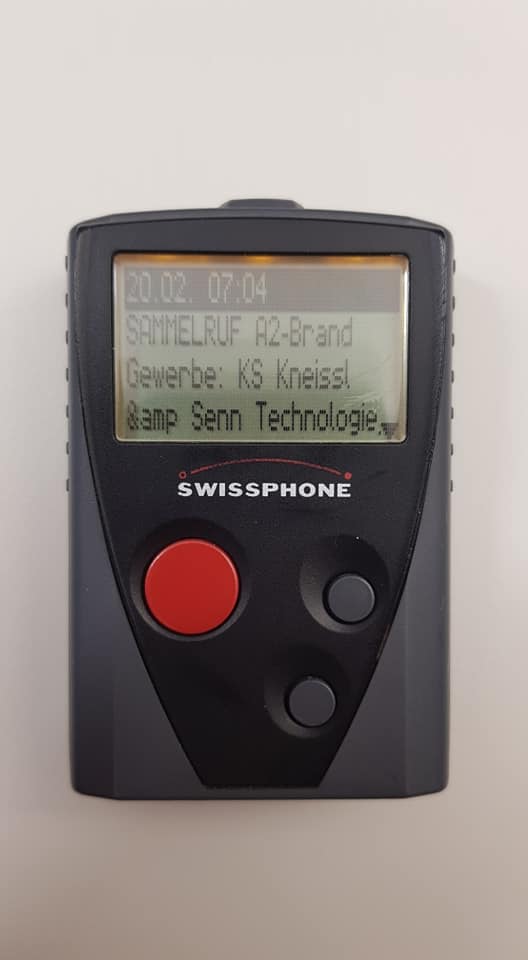 20.02. 07:04
SAMMELRUF A2-Brand
Gewerbe: KS Kneissl
&amp Senn Technologie,
SWISSPHONE